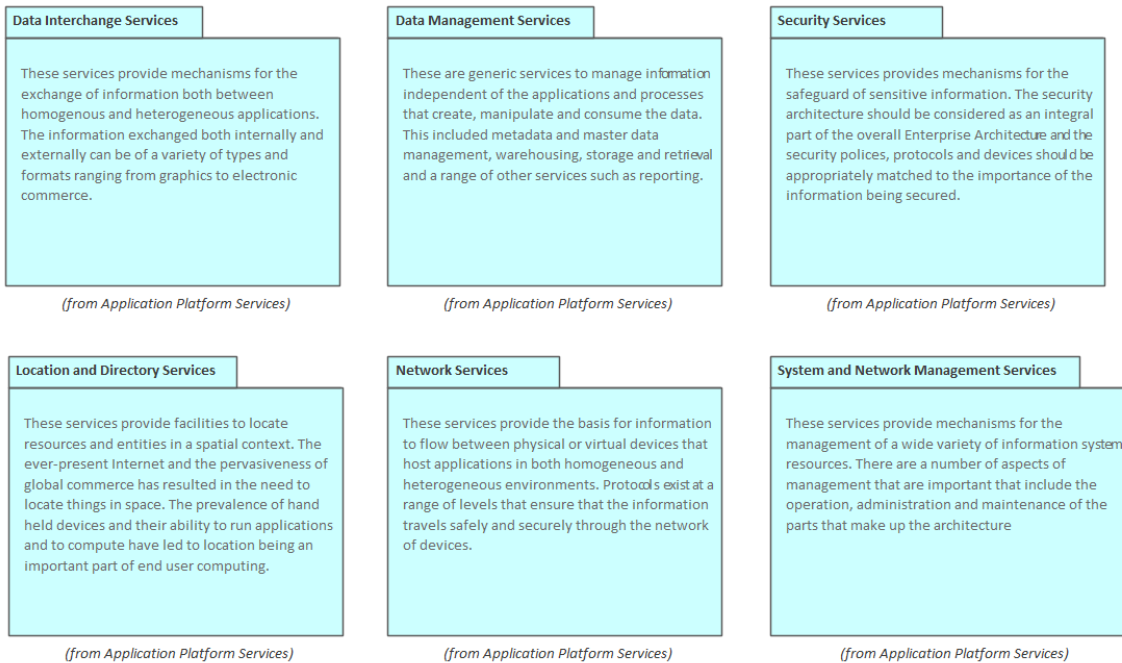 Data Interchange Services
These services provide mechanisms for the
exchange of information both between
homogenous and heterogeneous applications.
The information exchanged both internally and
externally can be of a variety of types and
formats ranging from graphics to electronic
commerce.
(from Application Platform Services)
Data Management Services
These are generic services to manage information
independent of the applications and processes
that create, manipulate and consume the data.
This included metadata and master data
management, warehousing, storage and retrieval
and a range of other services such as reporting.
(from Application Platform Services)
Security Services
These services provides mechanisms for the
safeguard of sensitive information. The security
architecture should be considered as an integral
part of the overall Enterprise Architecture and the
security polices, protocols and devices should be
appropriately matched to the importance of the
information being secured.
(from Application Platform Services)
Location and Directory Services
These services provide facilities to locate
resources and entities in a spatial context. The
ever-present Internet and the pervasiveness of
global commerce has resulted in the need to
locate things in space. The prevalence of hand
held devices and their ability to run applications
and to compute have led to location being an
important part of end user computing.
(from Application Platform Services)
Network Services
These services provide the basis for information
to flow between physical or virtual devices that
host applications in both homogeneous and
heterogeneous environments. Protocols exist at a
range of levels that ensure that the information
travels safely and securely through the network
of devices.
(from Application Platform Services)
System and Network Management Services
These services provide mechanisms for the
management of a wide variety of information system
resources. There are a number of aspects of
management that are important that include the
operation, administration and maintenance of the
parts that make up the architecture
(from Application Platform Services)